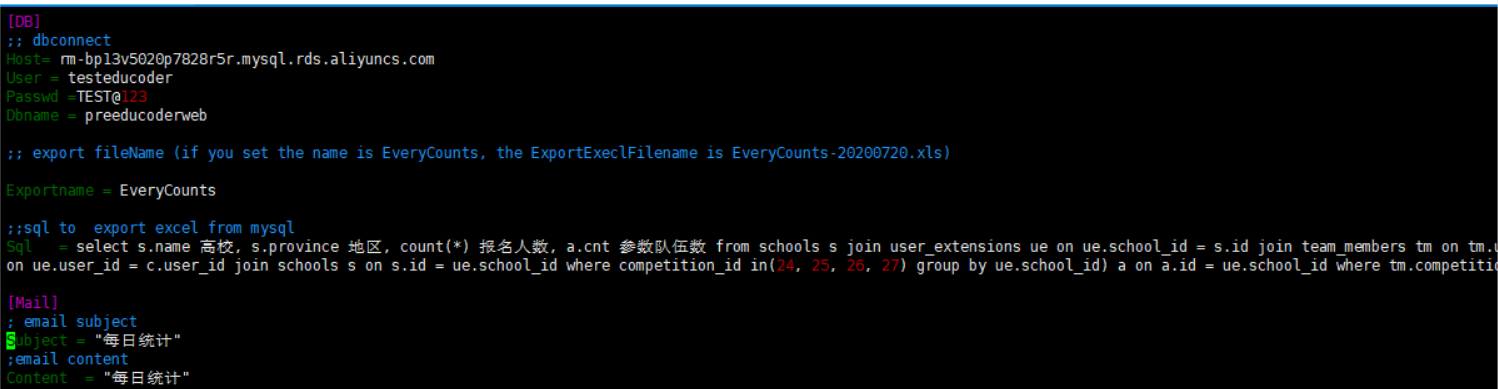 [DB]
;; dbconnect
Host= rm-bp13v5020p7828r5r.mysql.rds.aliyuncs.com
User = testeducoder
Passwd =TEST@123
Dbname = preeducoderweb
;; export fileName (if you set the name is EveryCounts, the ExportExeclFilename is EveryCounts-20200720.xls)
Exportname = EveryCounts
;;sql to  export excel from mysql
Sql   = select s.name 高校, s.province 地区, count(*) 报名人数, a.cnt 参数队伍数 from schools s join user_extensions ue on ue.school_id = s.id join team_members tm on tm.u
on ue.user_id = c.user_id join schools s on s.id = ue.school_id where competition_id in(24, 25, 26, 27) group by ue.school_id) a on a.id = ue.school_id where tm.competitio
[Mail]
; email subject
Subject = "每日统计"
;email content
Content  = "每日统计"